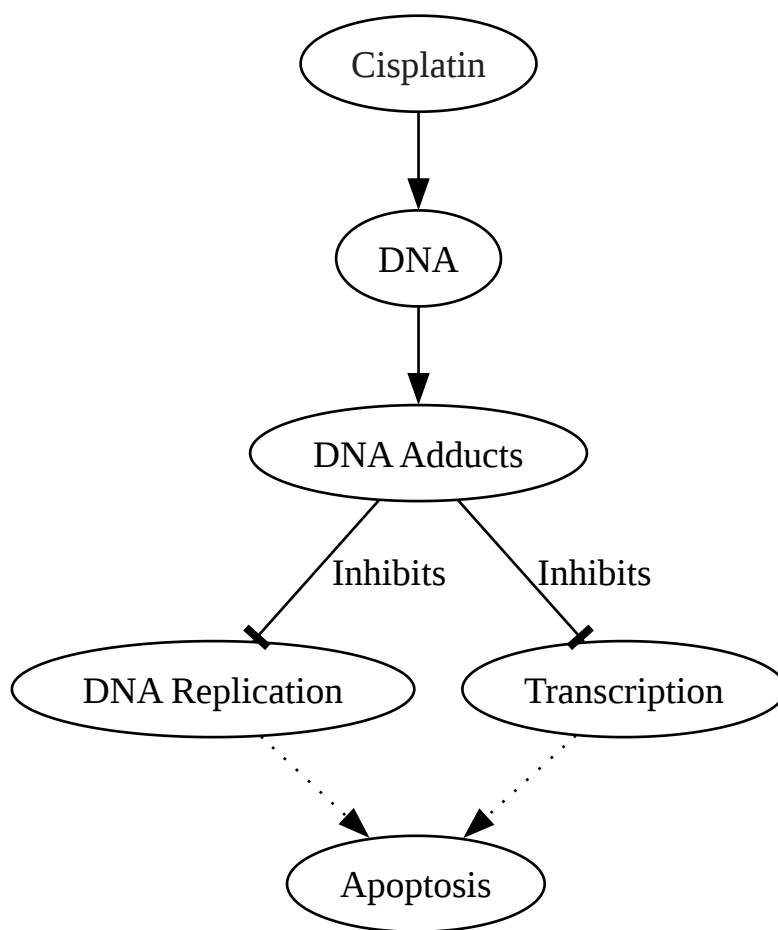 Cisplatin
DNA
DNA Adducts
Inhibits
Inhibits
DNA Replication
Transcription
Apoptosis